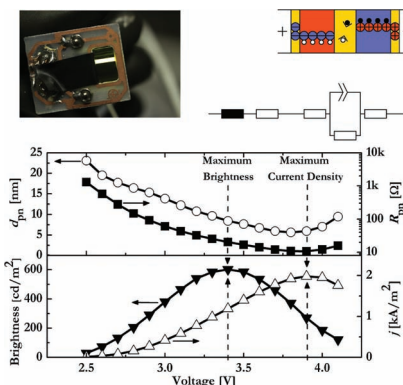 +
25
20
15
10
5
0
d_pn [nm]
Maximum
Brightness
Maximum
Current Density
10k
1k
100
10
R_pn [Ω]
600
400
200
0
Brightness [cd/m²]
2
1
0
j [kA/m²]
2.5 3.0 3.5 4.0
Voltage [V]